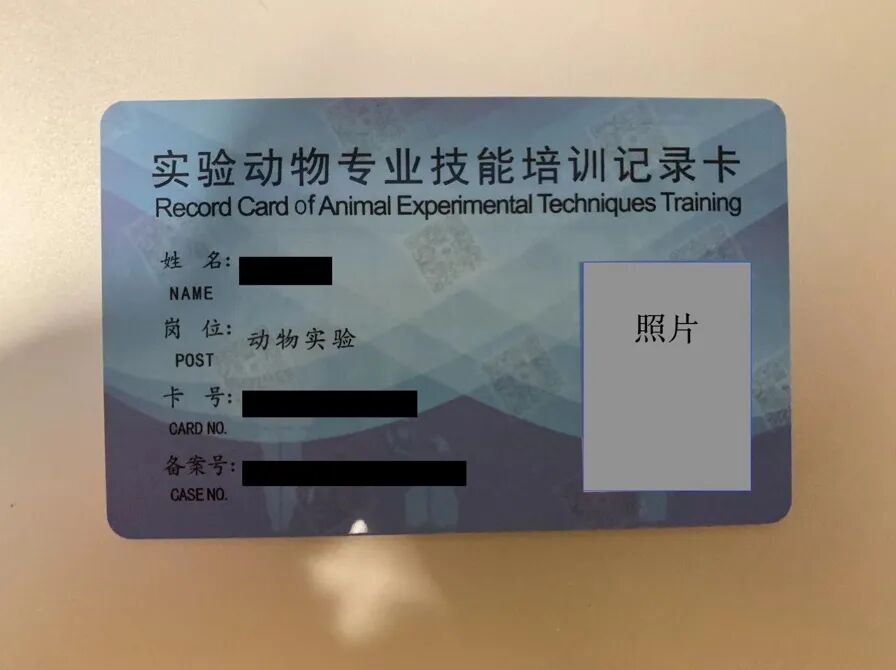 实验动物专业技能培训记录卡
Record Card of Animal Experimental Techniques Training
姓 名:
NAME
岗 位: 动物实验
POST
卡 号:
CARD NO.
备案号:
CASE NO.
照片